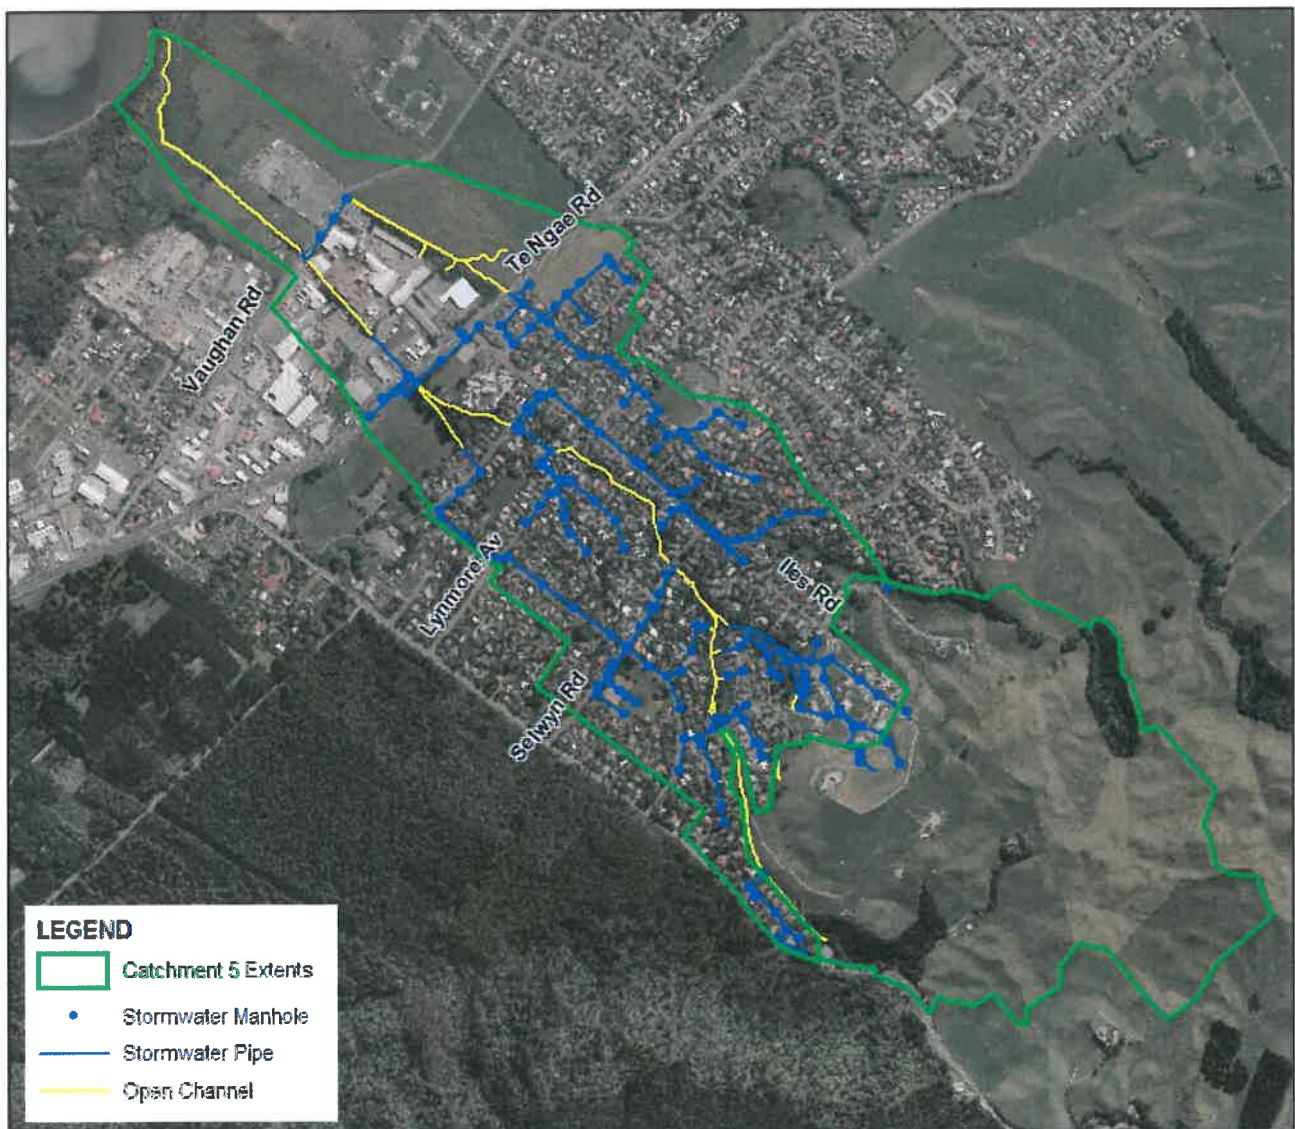 Te Ngae Rd
Vaughan Rd
Lynmore Av
Iles Rd
Selwyn Rd
LEGEND
Catchment 5 Extents
Stormwater Manhole
Stormwater Pipe
Open Channel